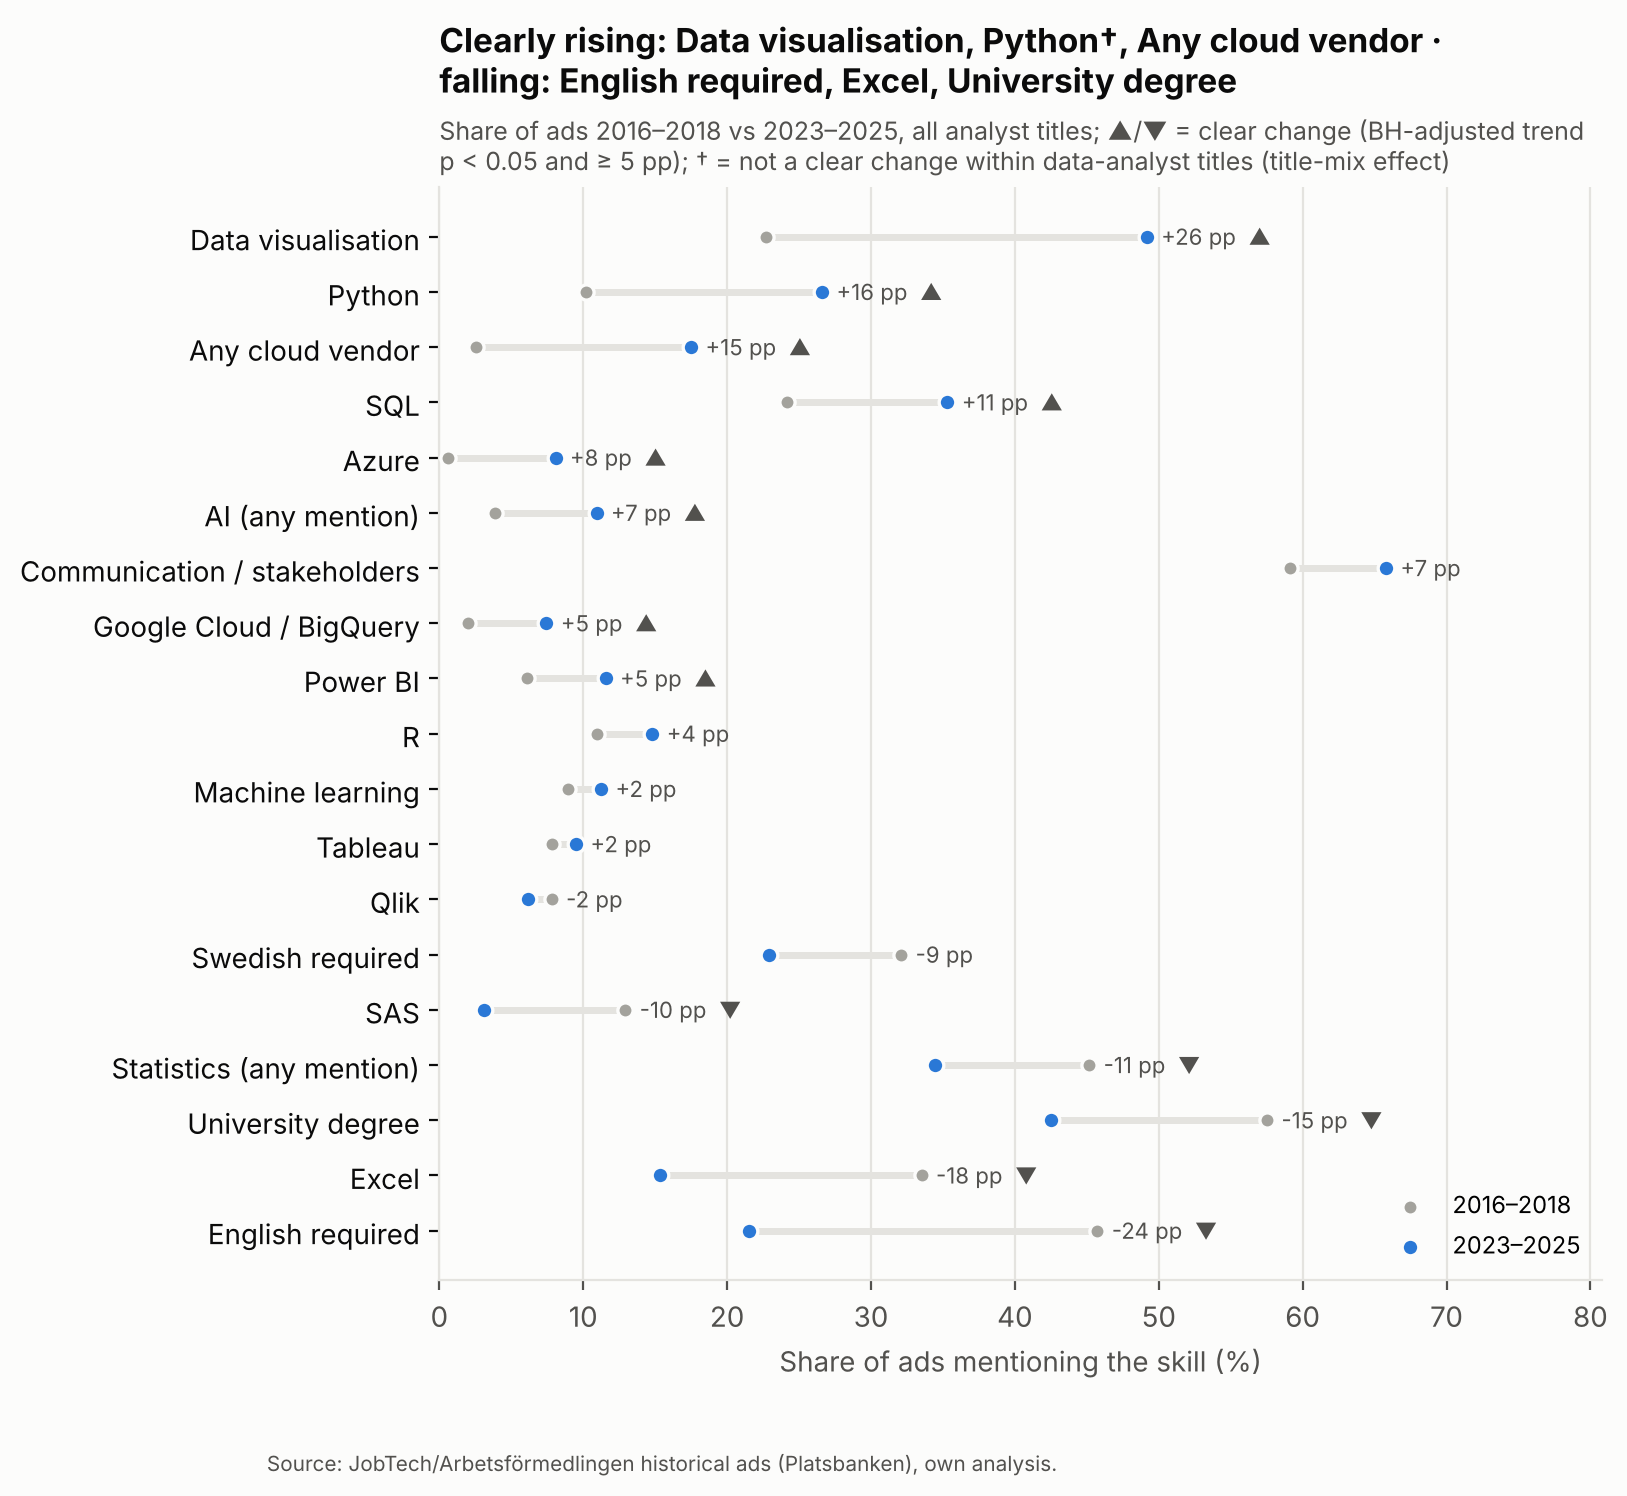 Clearly rising: Data visualisation, Python†, Any cloud vendor ·
falling: English required, Excel, University degree
Share of ads 2016–2018 vs 2023–2025, all analyst titles; ▲/▼ = clear change (BH-adjusted trend
p < 0.05 and ≥ 5 pp); † = not a clear change within data-analyst titles (title-mix effect)
Data visualisation +26 pp ▲
Python +16 pp ▲
Any cloud vendor +15 pp ▲
SQL +11 pp ▲
Azure +8 pp ▲
AI (any mention) +7 pp ▲
Communication / stakeholders +7 pp
Google Cloud / BigQuery +5 pp ▲
Power BI +5 pp ▲
R +4 pp
Machine learning +2 pp
Tableau +2 pp
Qlik -2 pp
Swedish required -9 pp
SAS -10 pp ▼
Statistics (any mention) -11 pp ▼
University degree -15 pp ▼
Excel -18 pp ▼
2016–2018
English required -24 pp ▼
2023–2025
0 10 20 30 40 50 60 70 80
Share of ads mentioning the skill (%)
Source: JobTech/Arbetsförmedlingen historical ads (Platsbanken), own analysis.